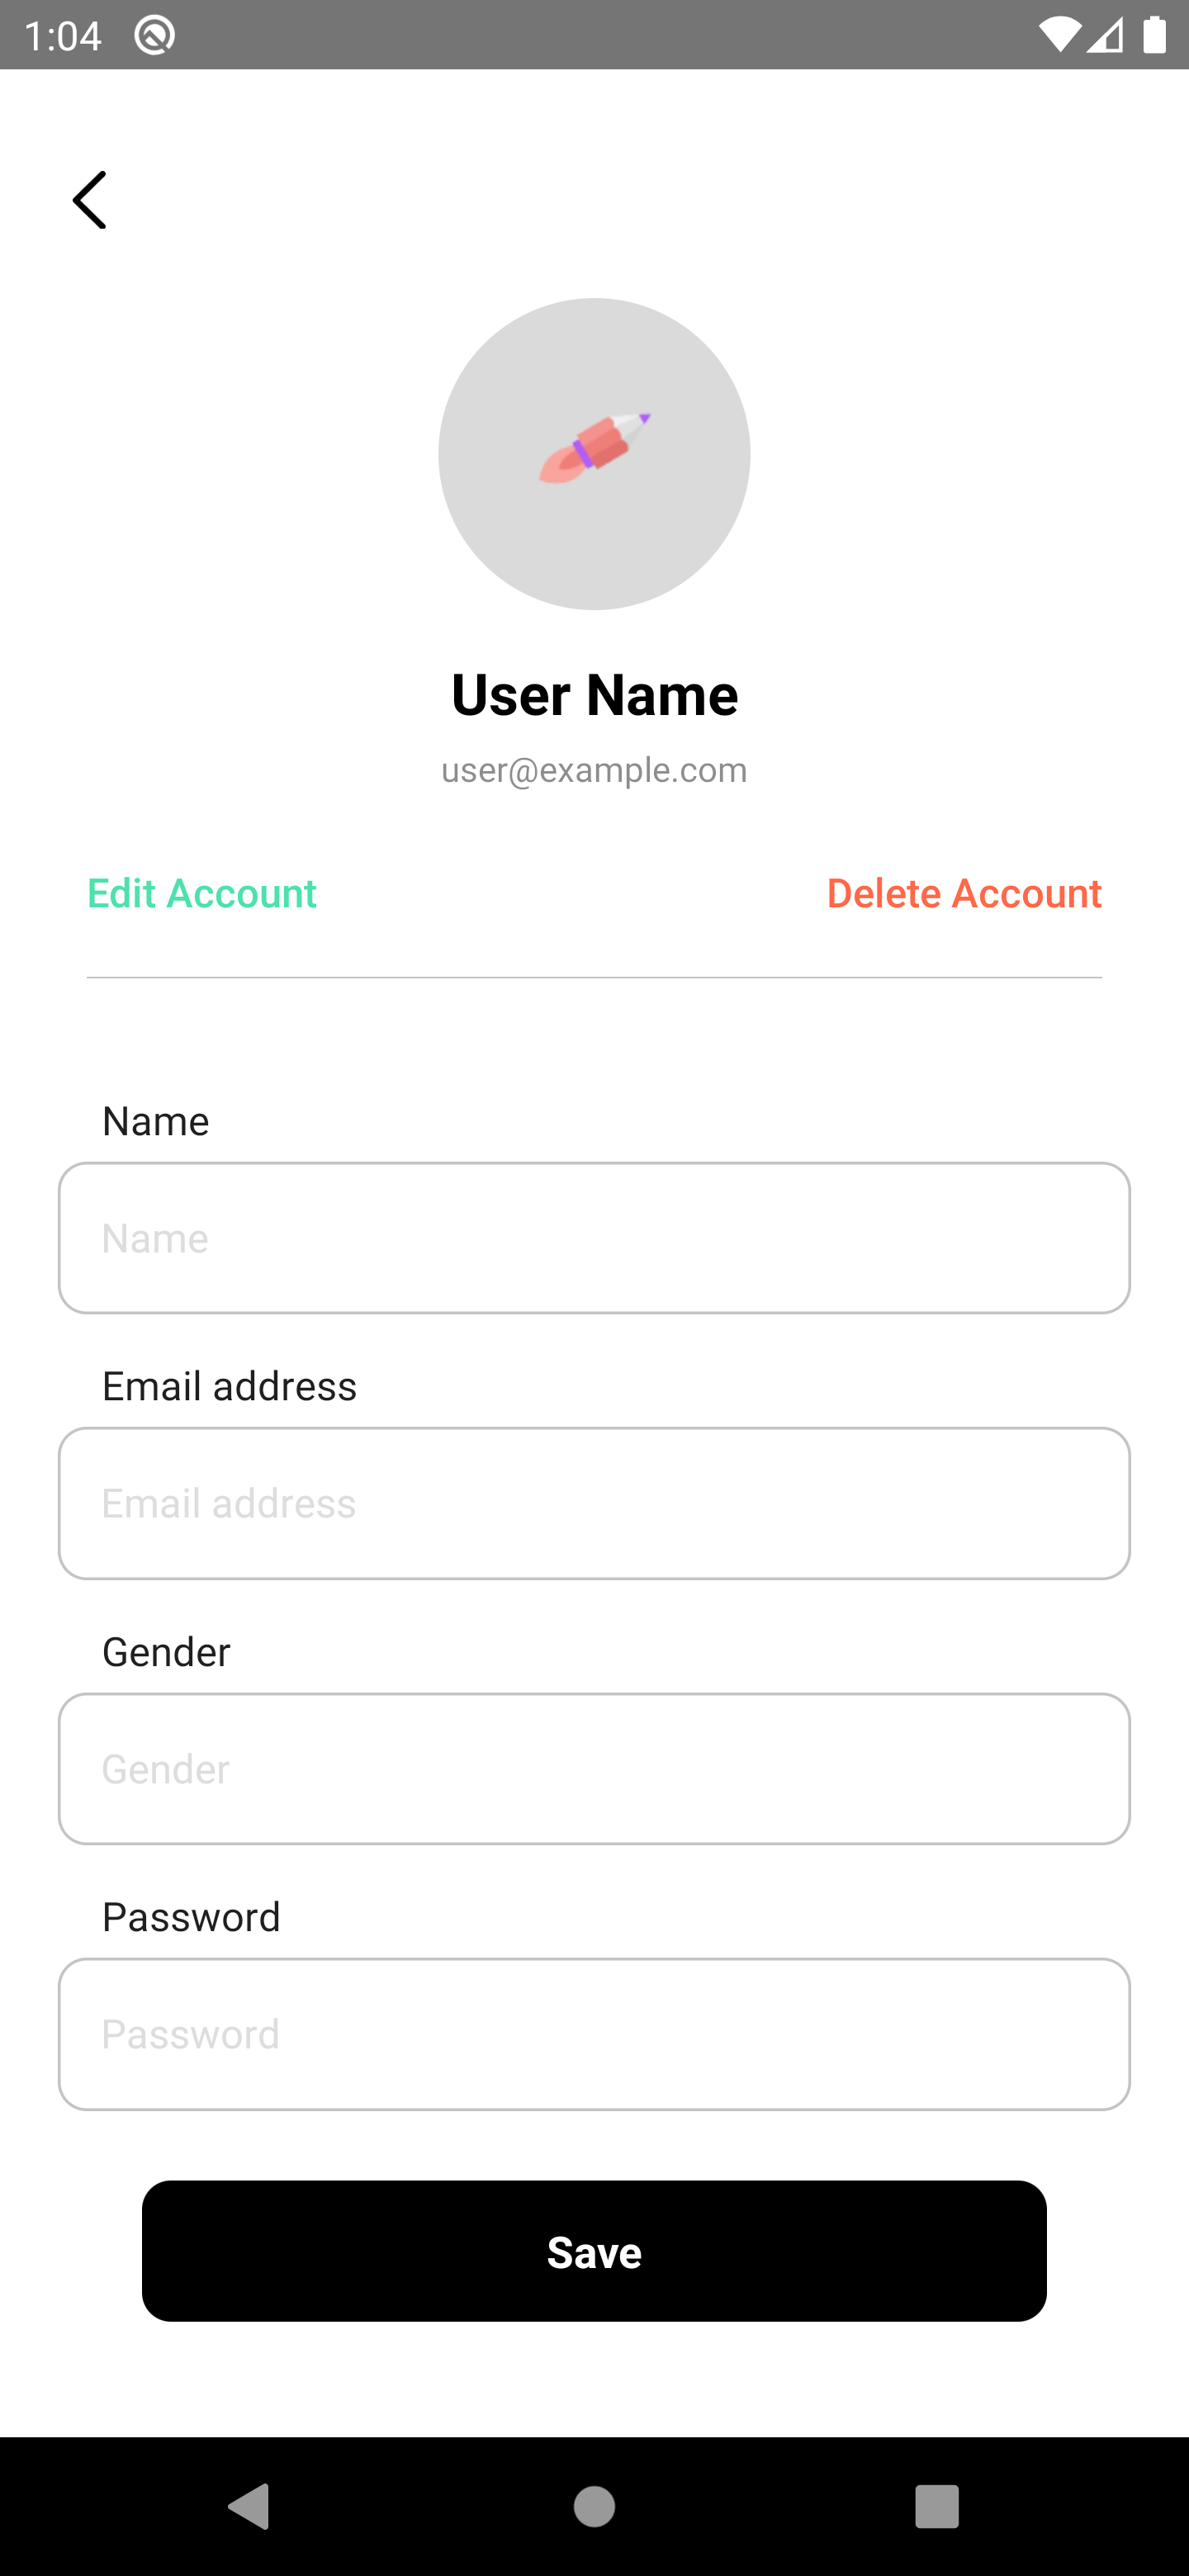 1:04
User Name
user@example.com
Edit Account
Delete Account
Name
Name
Email address
Email address
Gender
Gender
Password
Password
Save